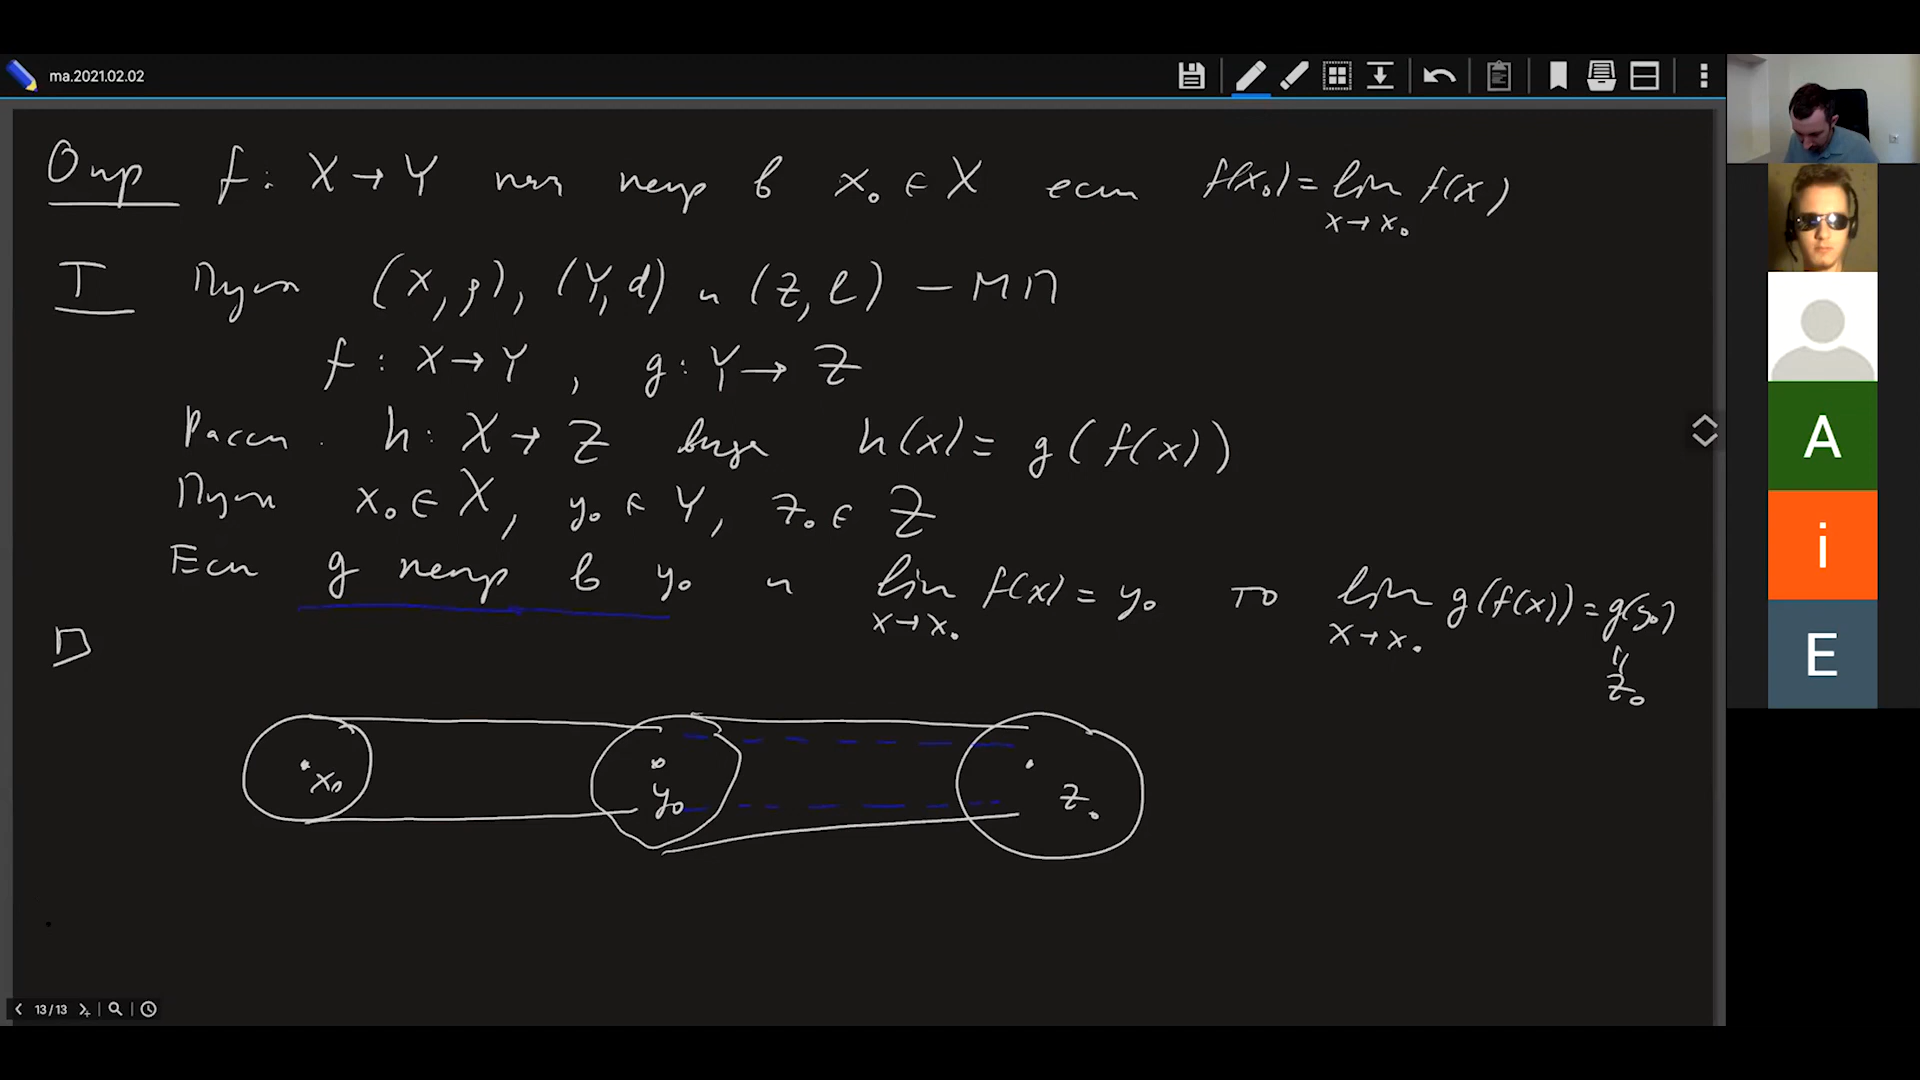 ma.2021.02.02
Опр f : X → Y наз непр в x₀ ∈ X если f(x₀) = lim f(x)
x → x₀
T Пусть (X, ρ), (Y, d) и (Z, l) – МП
f : X → Y , g : Y → Z
Рассм. h : X → Z вида h(x) = g(f(x))
Пусть x₀ ∈ X, y₀ ∈ Y, z₀ ∈ Z
Если g непр в y₀ и lim f(x) = y₀ то lim g(f(x)) = g(y₀)
x → x₀ x → x₀ =
z₀
x₀ y₀ z₀
A
i
E
13/13